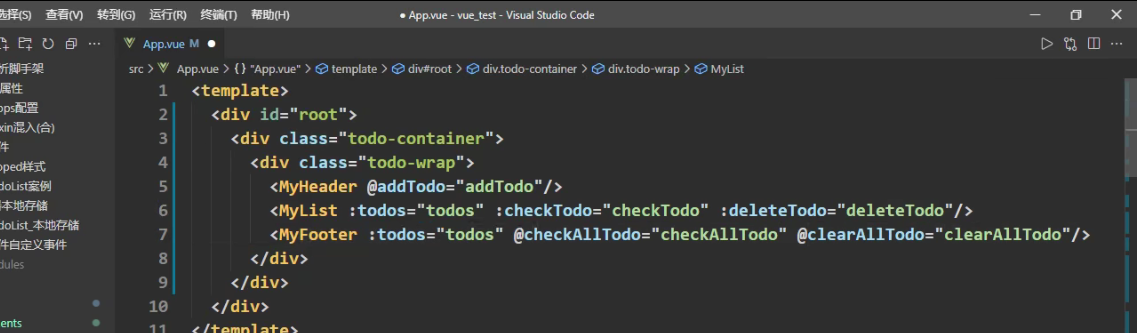 选择(S) 查看(V) 转到(G) 运行(R) 终端(T) 帮助(H) ● App.vue - vue_test - Visual Studio Code
App.vue M
src > App.vue > {} "App.vue" > template > div#root > div.todo-container > div.todo-wrap > MyList
析脚手架
属性
ops配置
xin混入(合)
件
oped样式
doList案例
本地存储
doList_本地存储
件自定义事件
dules
ents
1 <template>
2 <div id="root">
3 <div class="todo-container">
4 <div class="todo-wrap">
5 <MyHeader @addTodo="addTodo"/>
6 <MyList :todos="todos" :checkTodo="checkTodo" :deleteTodo="deleteTodo"/>
7 <MyFooter :todos="todos" @checkAllTodo="checkAllTodo" @clearAllTodo="clearAllTodo"/>
8 </div>
9 </div>
10 </div>
11 </template>